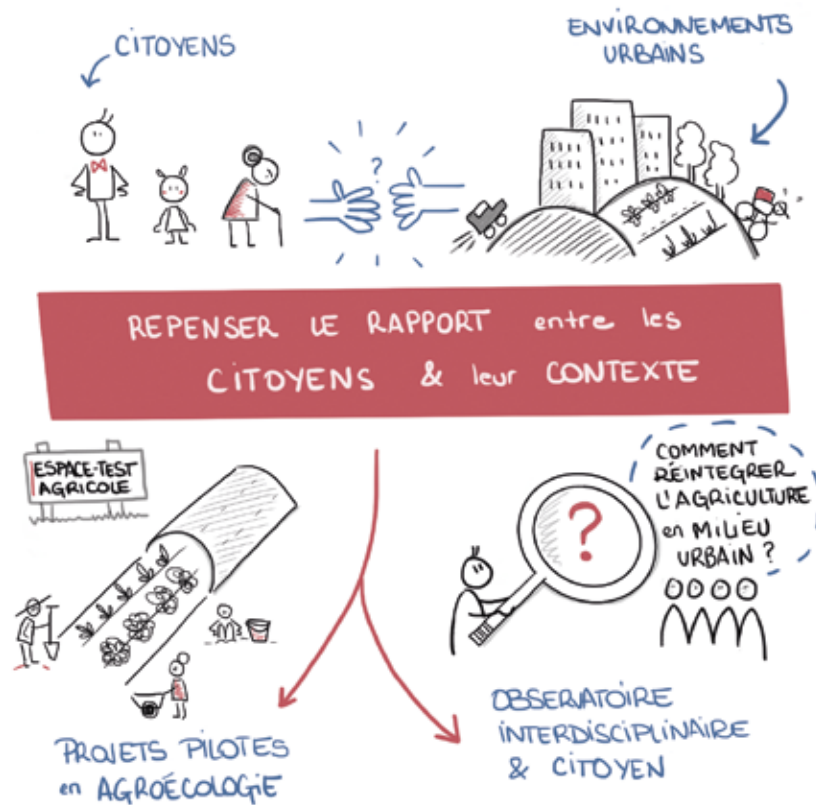 CITOYENS
ENVIRONNEMENTS
URBAINS
?
REPENSER LE RAPPORT entre les
CITOYENS & leur CONTEXTE
ESPACE-TEST
AGRICOLE
?
COMMENT
RÉINTEGRER
L'AGRICULTURE
en MILIEU
URBAIN ?
PROJETS PILOTES
en AGROÉCOLOGIE
OBSERVATOIRE
INTERDISCIPLINAIRE
& CITOYEN